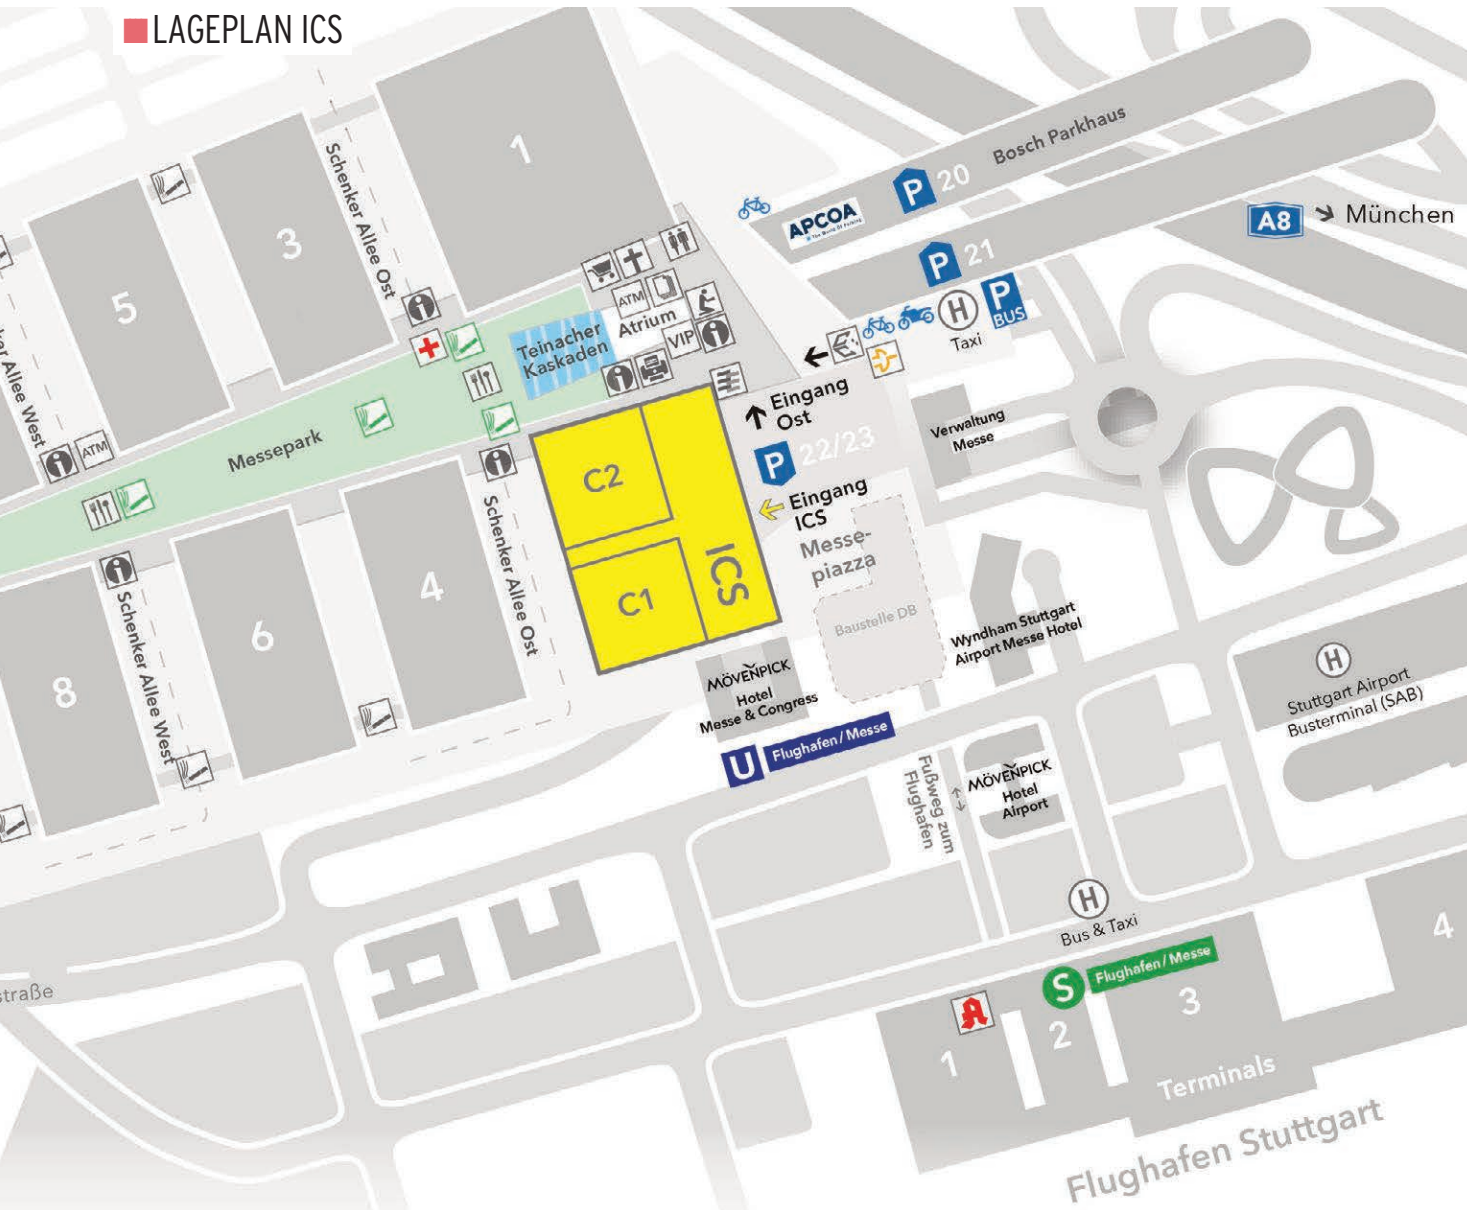 LAGEPLAN ICS
1
3
5
Schenker Allee Ost
Bosch Parkhaus
P 20
APCOA
P 21
A8
München
P
BUS
H
Taxi
ATM
Atrium
VIP
Teinacher
Kaskaden
Eingang
Ost
P 22/23
Eingang
ICS
Messe-
piazza
Verwaltung
Messe
Allee West
ATM
Messepark
C2
C1
ICS
Schenker Allee Ost
4
6
8
Schenker Allee West
Baustelle DB
Wyndham Stuttgart
Airport Messe Hotel
MÖVENPICK
Hotel
Messe & Congress
U Flughafen / Messe
H
Stuttgart Airport
Busterminal (SAB)
Fußweg zum
Flughafen
MÖVENPICK
Hotel
Airport
H
Bus & Taxi
S Flughafen / Messe
straße
1
2
3
4
Terminals
Flughafen Stuttgart